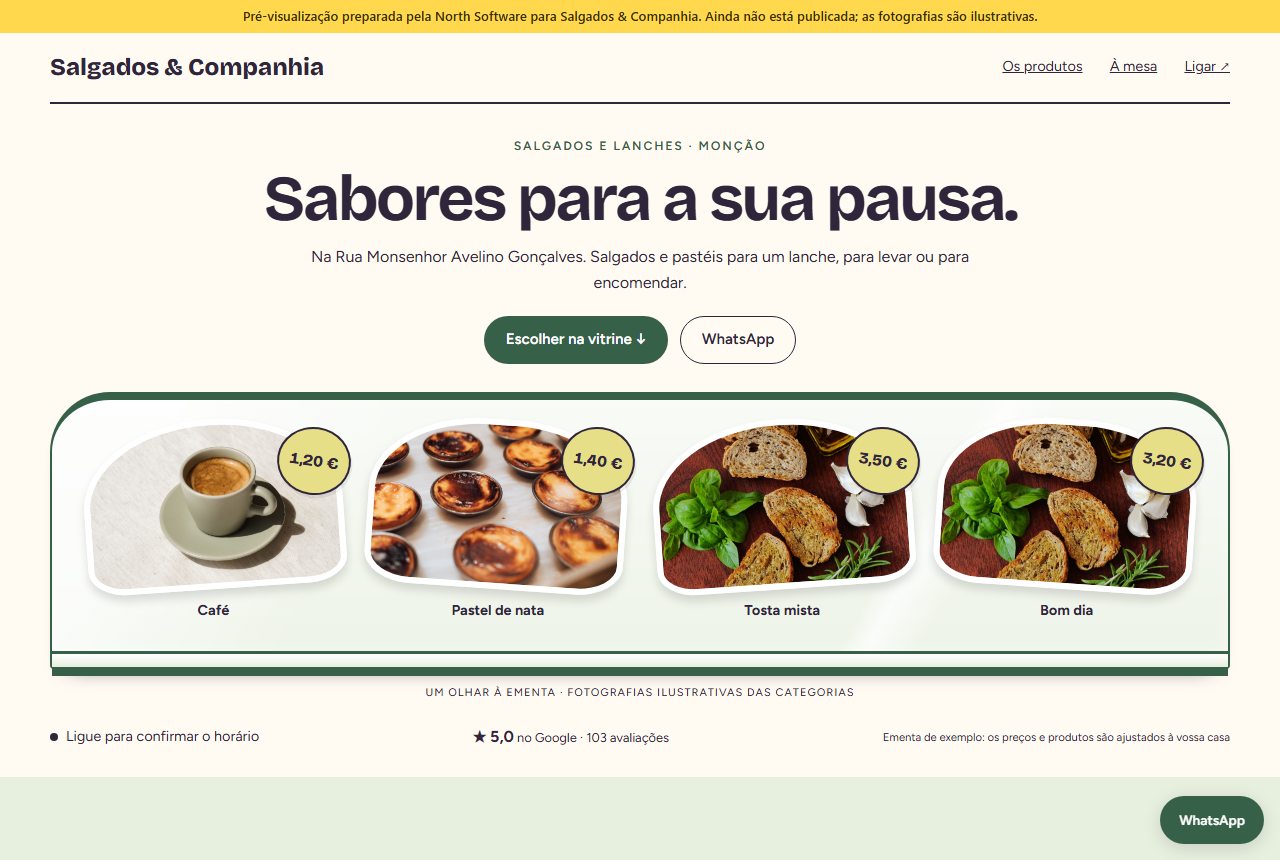 Pré-visualização preparada pela North Software para Salgados & Companhia. Ainda não está publicada; as fotografias são ilustrativas.
Salgados & Companhia
Os produtos
À mesa
Ligar ↗
SALGADOS E LANCHES · MONÇÃO
Sabores para a sua pausa.
Na Rua Monsenhor Avelino Gonçalves. Salgados e pastéis para um lanche, para levar ou para
encomendar.
Escolher na vitrine ↓
WhatsApp
1,20 €
1,40 €
3,50 €
3,20 €
Café
Pastel de nata
Tosta mista
Bom dia
UM OLHAR À EMENTA · FOTOGRAFIAS ILUSTRATIVAS DAS CATEGORIAS
Ligue para confirmar o horário
★ 5,0 no Google · 103 avaliações
Ementa de exemplo: os preços e produtos são ajustados à vossa casa
WhatsApp